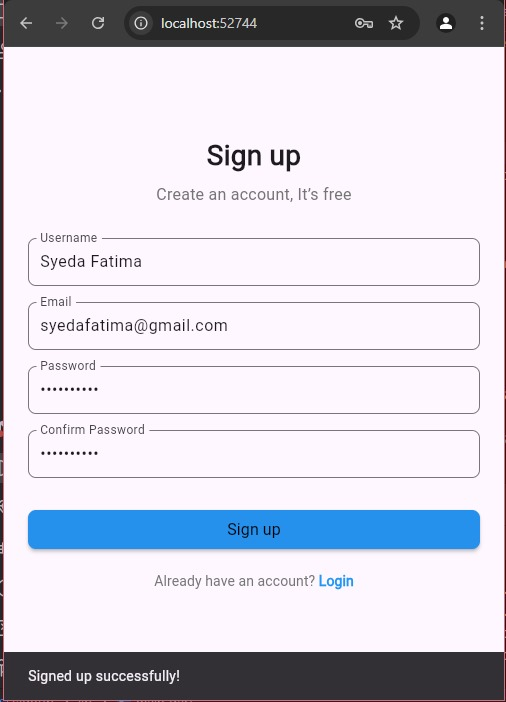 localhost:52744
Sign up
Create an account, It’s free
Username
Syeda Fatima
Email
syedafatima@gmail.com
Password
••••••••••
Confirm Password
••••••••••
Sign up
Already have an account? Login
Signed up successfully!